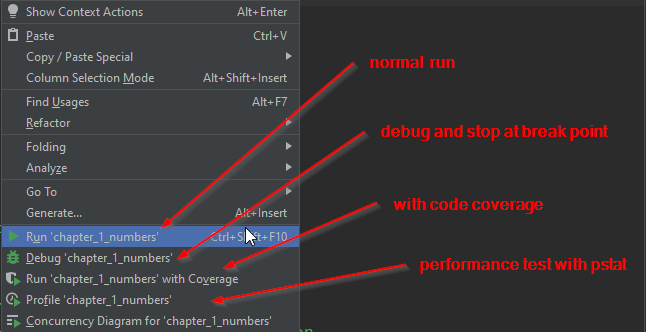 Show Context Actions Alt+Enter
Paste Ctrl+V
Copy / Paste Special
Column Selection Mode Alt+Shift+Insert
Find Usages Alt+F7
Refactor
Folding
Analyze
Go To
Generate... Alt+Insert
Run 'chapter_1_numbers' Ctrl+Shift+F10
Debug 'chapter_1_numbers'
Run 'chapter_1_numbers' with Coverage
Profile 'chapter_1_numbers'
Concurrency Diagram for 'chapter_1_numbers'
normal run
debug and stop at break point
with code coverage
performance test with pstat